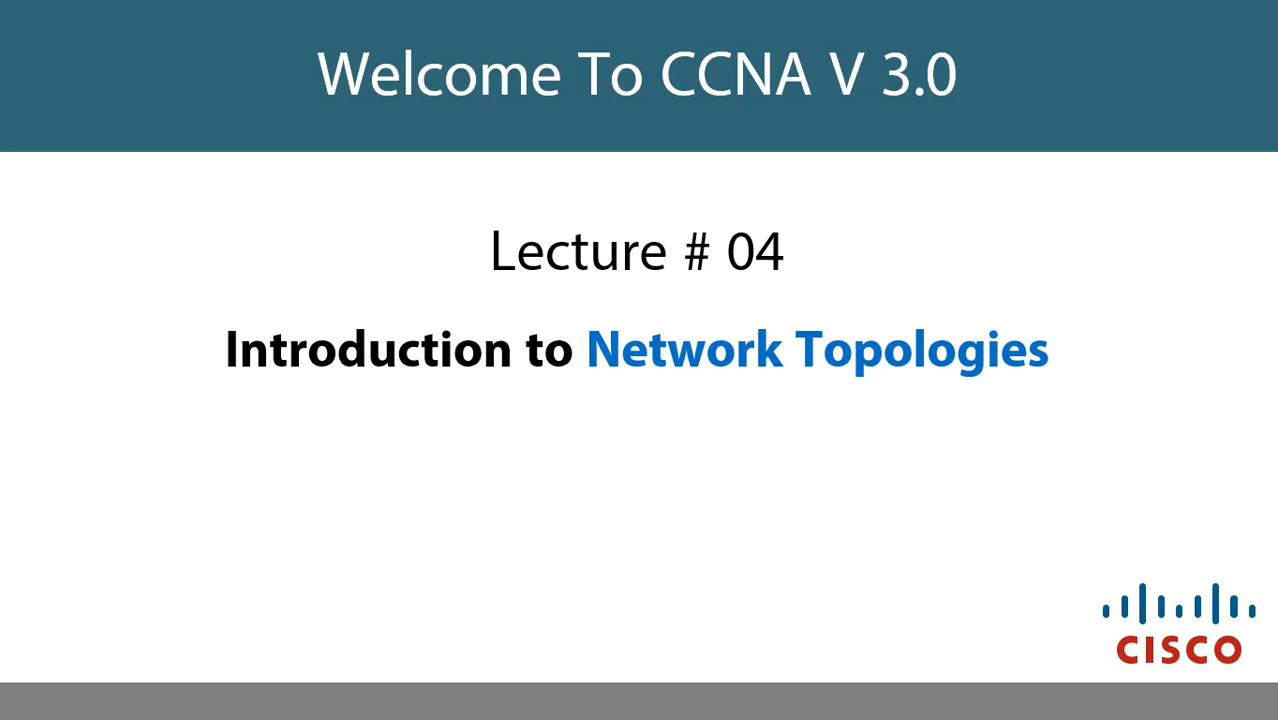 Welcome To CCNA V 3.0
Lecture # 04
Introduction to Network Topologies
CISCO